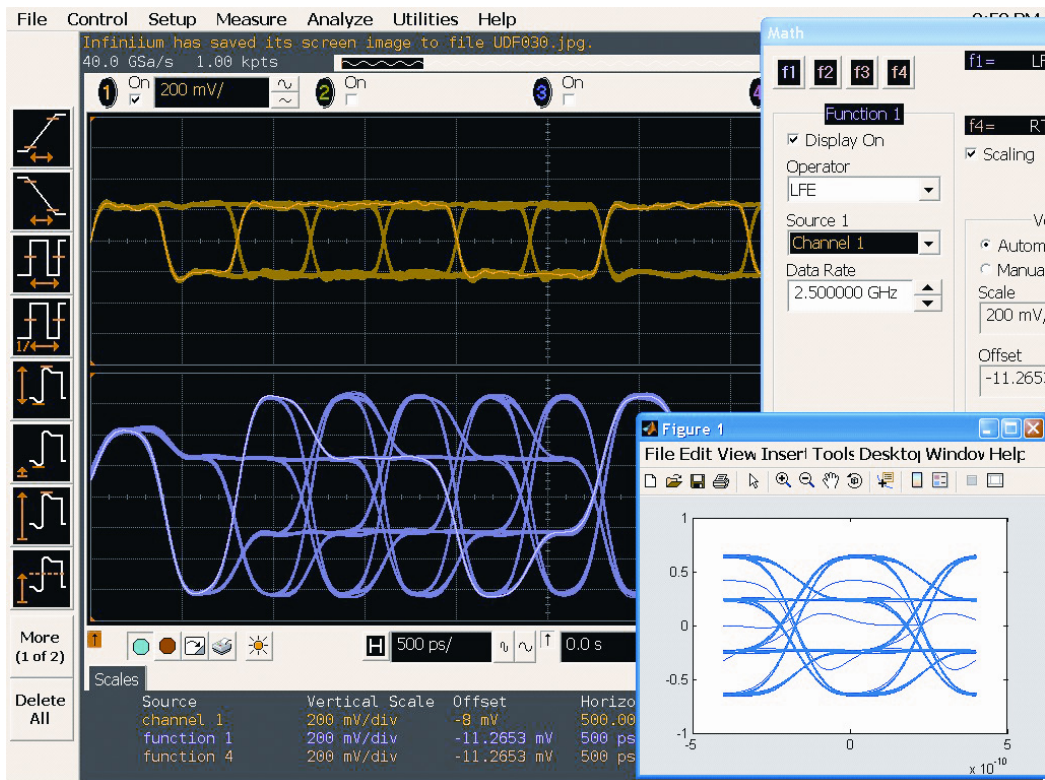 File Control Setup Measure Analyze Utilities Help
Infiniium has saved its screen image to file UDF030.jpg.
40.0 GSa/s 1.00 kpts
1 On 200 mV/ 2 On 3 On
Math
f1 f2 f3 f4
f1=
f4=
Scaling
Function 1
Display On
Operator
LFE
Source 1
Channel 1
Data Rate
2.500000 GHz
Scale
200 mV/
Offset
-11.2653
1/
Figure 1
File Edit View Insert Tools Desktop Window Help
1
0.5
0
-0.5
-1
-5 0 5
x 10^-10
More
(1 of 2)
Delete
All
H 500 ps/ 0.0 s
Scales
Source Vertical Scale Offset
channel 1 200 mV/div -8 mV 500.00
function 1 200 mV/div -11.2653 mV 500 ps
function 4 200 mV/div -11.2653 mV 500 ps